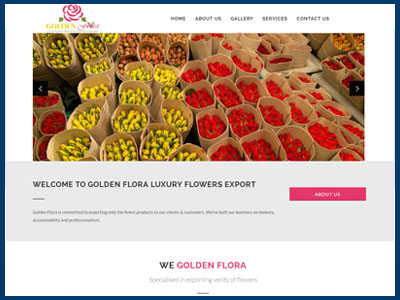 GOLDEN
HOME ABOUT US GALLERY SERVICES CONTACT US
WELCOME TO GOLDEN FLORA LUXURY FLOWERS EXPORT
ABOUT US
Golden Flora is committed to exporting only the finest products to our clients & customers. We've built our business on honesty,
accountability and professionalism.
WE GOLDEN FLORA
Specialised in exporting verity of flowers